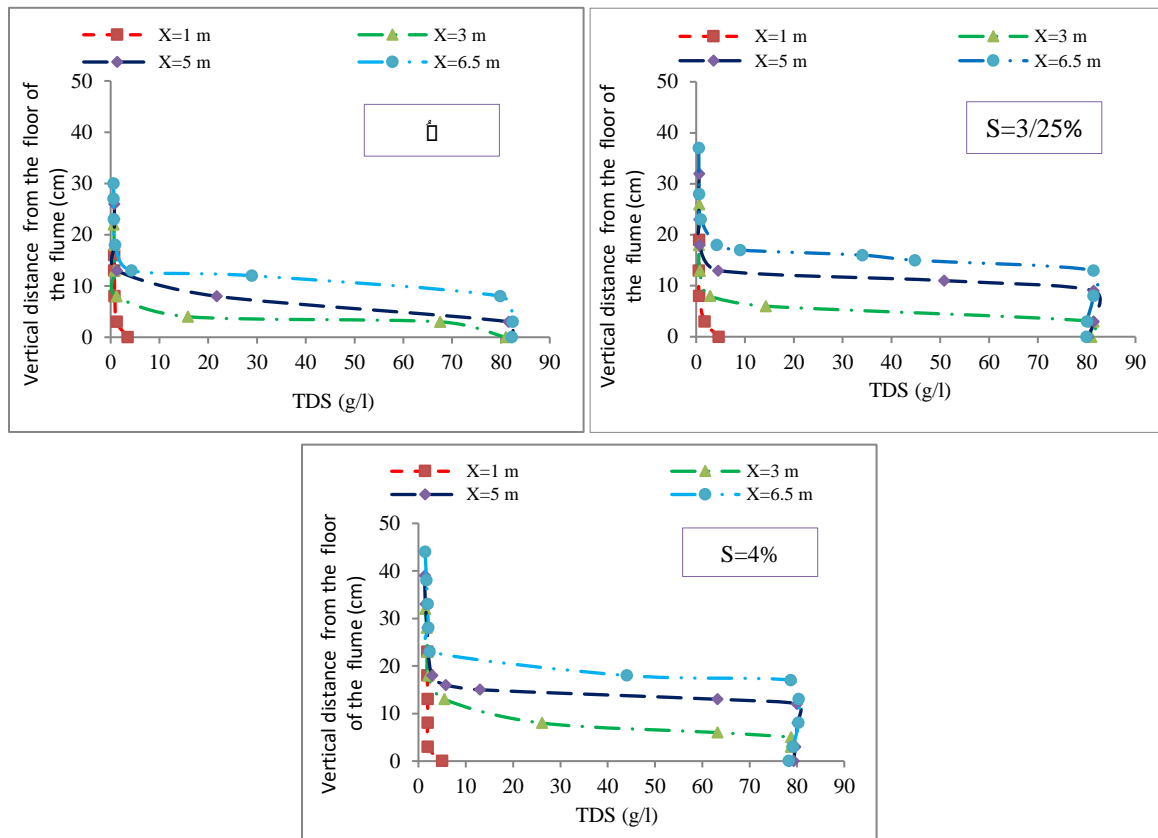 X=1 m
X=3 m
X=5 m
X=6.5 m
50
40
30
20
10
0
0 10 20 30 40 50 60 70 80 90
Vertical distance from the floor of
the flume (cm)
TDS (g/l)
X=1 m
X=3 m
X=5 m
X=6.5 m
S=3/25%
50
40
30
20
10
0
0 10 20 30 40 50 60 70 80 90
Vertical distance from the floor of
the flume (cm)
TDS (g/l)
X=1 m
X=3 m
X=5 m
X=6.5 m
S=4%
50
40
30
20
10
0
0 10 20 30 40 50 60 70 80 90
Vertical distance from the floor
of the flume (cm)
TDS (g/l)